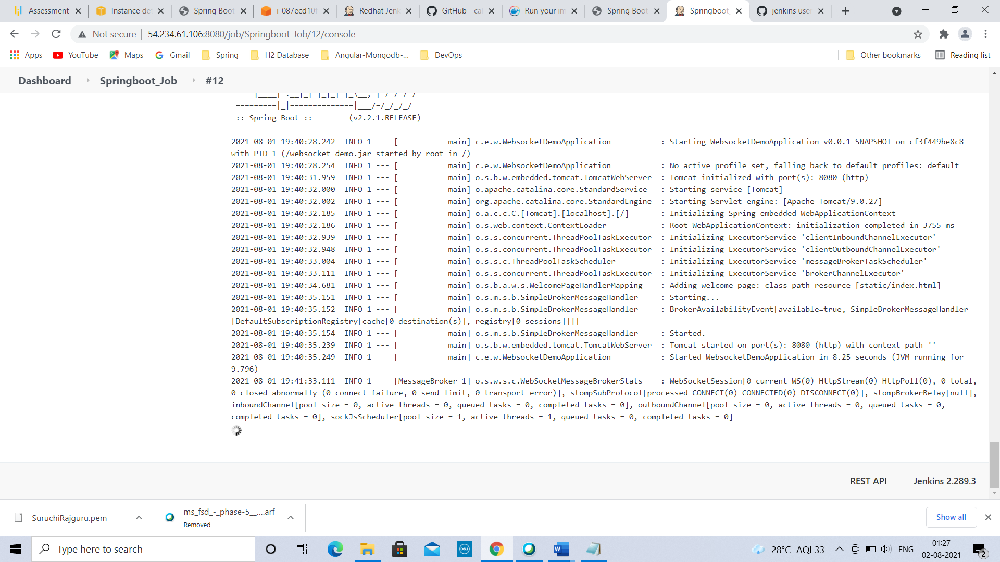 Assessment
Instance de
Spring Boot
i-087ecd10f
Redhat Jenk
GitHub - cal
Run your im
Spring Boot
Springboot_
jenkins user
Not secure | 54.234.61.106:8080/job/Springboot_Job/12/console
Apps
YouTube
Maps
Gmail
Spring
H2 Database
Angular-Mongodb-...
DevOps
Other bookmarks
Reading list
Dashboard
Springboot_Job
#12
=========|_|==============|___/=/_/_/_/
:: Spring Boot ::        (v2.2.1.RELEASE)
2021-08-01 19:40:28.242  INFO 1 --- [           main] c.e.w.WebsocketDemoApplication           : Starting WebsocketDemoApplication v0.0.1-SNAPSHOT on cf3f449be8c8
with PID 1 (/websocket-demo.jar started by root in /)
2021-08-01 19:40:28.254  INFO 1 --- [           main] c.e.w.WebsocketDemoApplication           : No active profile set, falling back to default profiles: default
2021-08-01 19:40:31.959  INFO 1 --- [           main] o.s.b.w.embedded.tomcat.TomcatWebServer  : Tomcat initialized with port(s): 8080 (http)
2021-08-01 19:40:32.000  INFO 1 --- [           main] o.apache.catalina.core.StandardService   : Starting service [Tomcat]
2021-08-01 19:40:32.002  INFO 1 --- [           main] org.apache.catalina.core.StandardEngine  : Starting Servlet engine: [Apache Tomcat/9.0.27]
2021-08-01 19:40:32.185  INFO 1 --- [           main] o.a.c.c.C.[Tomcat].[localhost].[/]       : Initializing Spring embedded WebApplicationContext
2021-08-01 19:40:32.186  INFO 1 --- [           main] o.s.web.context.ContextLoader            : Root WebApplicationContext: initialization completed in 3755 ms
2021-08-01 19:40:32.939  INFO 1 --- [           main] o.s.s.concurrent.ThreadPoolTaskExecutor  : Initializing ExecutorService 'clientInboundChannelExecutor'
2021-08-01 19:40:32.948  INFO 1 --- [           main] o.s.s.concurrent.ThreadPoolTaskExecutor  : Initializing ExecutorService 'clientOutboundChannelExecutor'
2021-08-01 19:40:33.004  INFO 1 --- [           main] o.s.s.c.ThreadPoolTaskScheduler          : Initializing ExecutorService 'messageBrokerTaskScheduler'
2021-08-01 19:40:33.111  INFO 1 --- [           main] o.s.s.concurrent.ThreadPoolTaskExecutor  : Initializing ExecutorService 'brokerChannelExecutor'
2021-08-01 19:40:34.681  INFO 1 --- [           main] o.s.b.a.w.s.WelcomePageHandlerMapping    : Adding welcome page: class path resource [static/index.html]
2021-08-01 19:40:35.151  INFO 1 --- [           main] o.s.m.s.b.SimpleBrokerMessageHandler     : Starting...
2021-08-01 19:40:35.152  INFO 1 --- [           main] o.s.m.s.b.SimpleBrokerMessageHandler     : BrokerAvailabilityEvent[available=true, SimpleBrokerMessageHandler
[DefaultSubscriptionRegistry[cache[0 destination(s)], registry[0 sessions]]]]
2021-08-01 19:40:35.154  INFO 1 --- [           main] o.s.m.s.b.SimpleBrokerMessageHandler     : Started.
2021-08-01 19:40:35.239  INFO 1 --- [           main] o.s.b.w.embedded.tomcat.TomcatWebServer  : Tomcat started on port(s): 8080 (http) with context path ''
2021-08-01 19:40:35.249  INFO 1 --- [           main] c.e.w.WebsocketDemoApplication           : Started WebsocketDemoApplication in 8.25 seconds (JVM running for
9.796)
2021-08-01 19:41:33.111  INFO 1 --- [MessageBroker-1] o.s.w.s.c.WebSocketMessageBrokerStats    : WebSocketSession[0 current WS(0)-HttpStream(0)-HttpPoll(0), 0 total,
0 closed abnormally (0 connect failure, 0 send limit, 0 transport error)], stompSubProtocol[processed CONNECT(0)-CONNECTED(0)-DISCONNECT(0)], stompBrokerRelay[null],
inboundChannel[pool size = 0, active threads = 0, queued tasks = 0, completed tasks = 0], outboundChannel[pool size = 0, active threads = 0, queued tasks = 0,
completed tasks = 0], sockJsScheduler[pool size = 1, active threads = 1, queued tasks = 0, completed tasks = 0]
REST API
Jenkins 2.289.3
SuruchiRajguru.pem
ms_fsd_-_phase-5__....arf
Removed
Show all
Type here to search
DELL
28°C AQI 33
ENG
01:27
02-08-2021
2